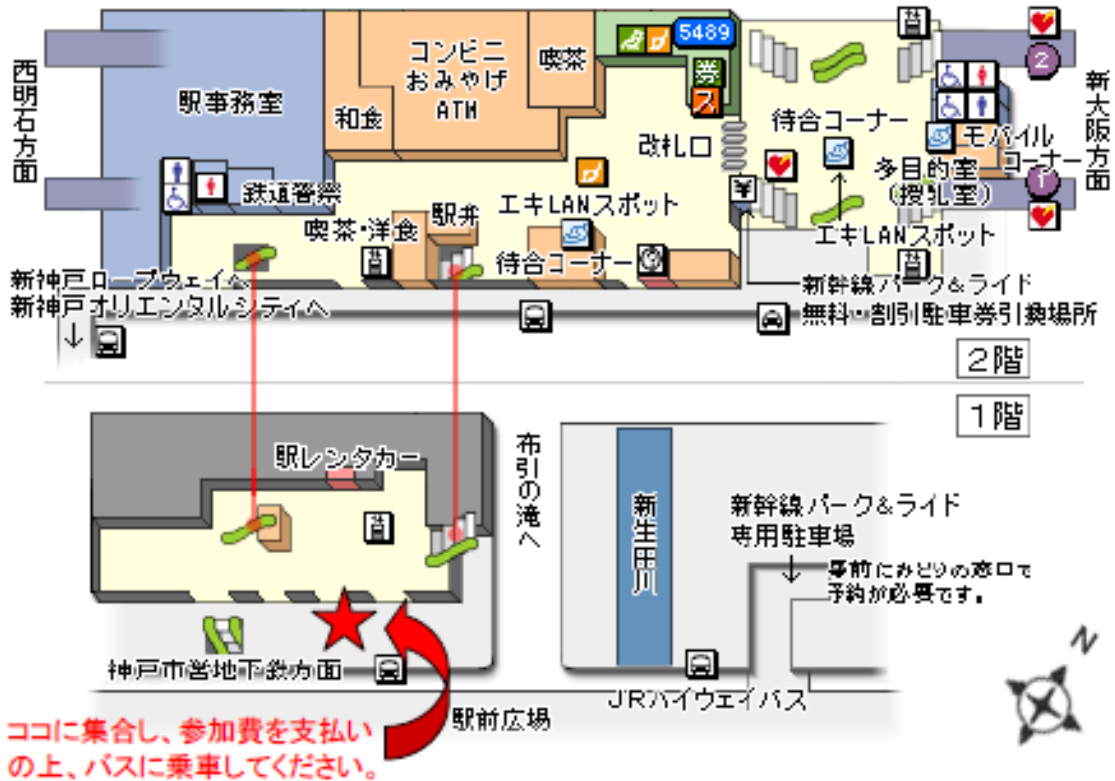 西明石方面
駅事務室
コンビニ
おみやげ
ATM
喫茶
和食
5489
券
ス
改札口
待合コーナー
2
新大阪方面
モバイル
コーナー
多目的室
(授乳室)
1
鉄道警察
喫茶・洋食
駅弁
エキLANスポット
待合コーナー
¥
エキLANスポット
新神戸ロープウェイへ
新神戸オリエンタルシティへ
新幹線パーク&ライド
無料・割引駐車券引換場所
2階
1階
駅レンタカー
布引の滝へ
新生田川
新幹線パーク&ライド
専用駐車場
事前にみどりの窓口で
予約が必要です。
神戸市営地下鉄方面
JRハイウェイバス
駅前広場
N
ココに集合し、参加費を支払い
の上、バスに乗車してください。